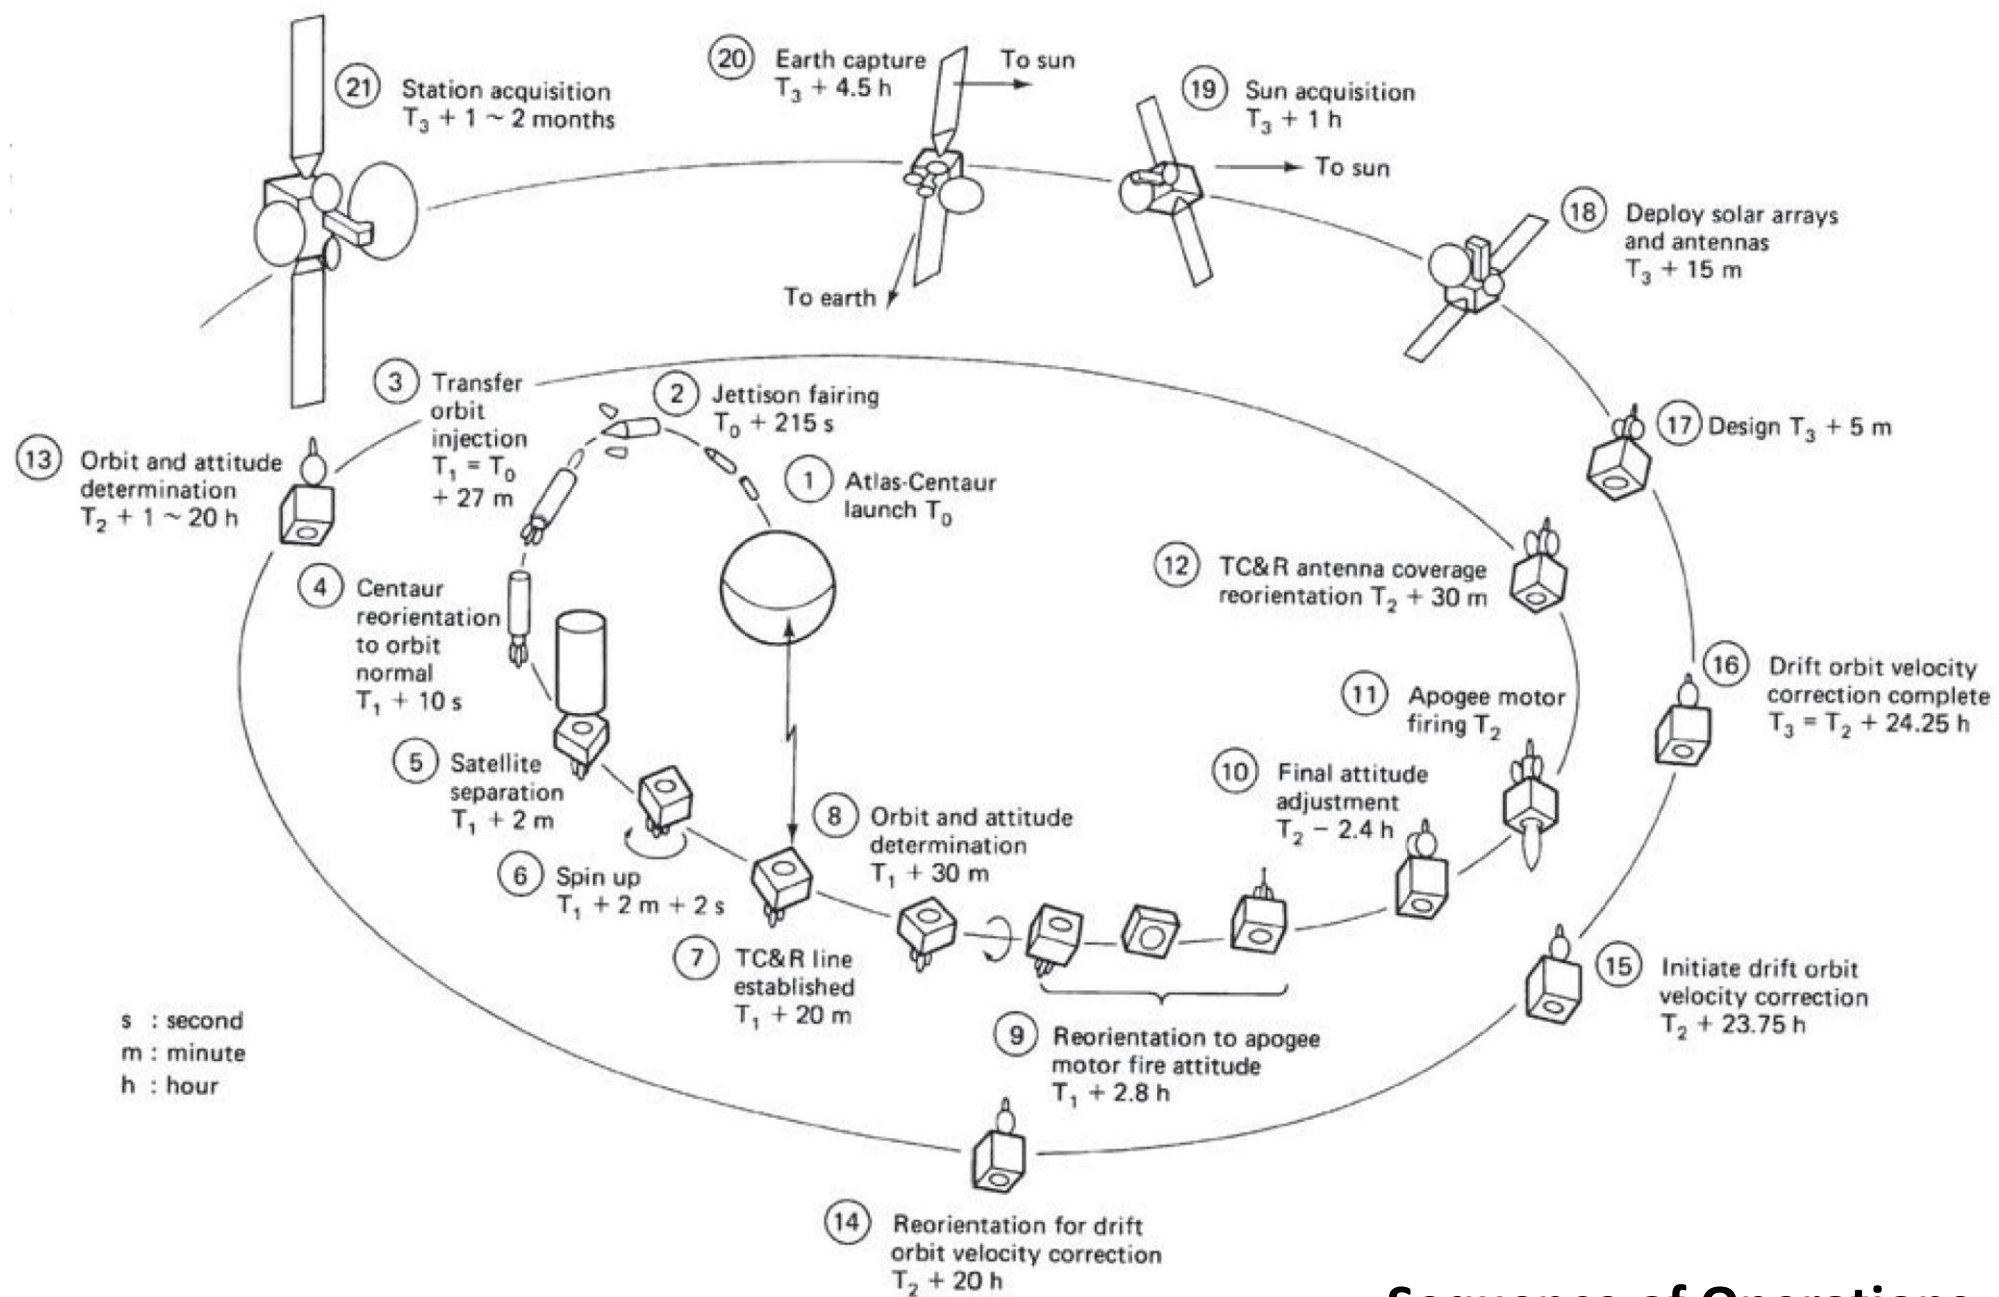 21 Station acquisition
T3 + 1 ~ 2 months
20 Earth capture
T3 + 4.5 h
To sun
To earth
19 Sun acquisition
T3 + 1 h
To sun
18 Deploy solar arrays
and antennas
T3 + 15 m
17 Design T3 + 5 m
3 Transfer
orbit
injection
T1 = T0
+ 27 m
2 Jettison fairing
T0 + 215 s
1 Atlas-Centaur
launch T0
13 Orbit and attitude
determination
T2 + 1 ~ 20 h
4 Centaur
reorientation
to orbit
normal
T1 + 10 s
12 TC&R antenna coverage
reorientation T2 + 30 m
16 Drift orbit velocity
correction complete
T3 = T2 + 24.25 h
11 Apogee motor
firing T2
5 Satellite
separation
T1 + 2 m
10 Final attitude
adjustment
T2 − 2.4 h
8 Orbit and attitude
determination
T1 + 30 m
6 Spin up
T1 + 2 m + 2 s
7 TC&R line
established
T1 + 20 m
15 Initiate drift orbit
velocity correction
T2 + 23.75 h
9 Reorientation to apogee
motor fire attitude
T1 + 2.8 h
s : second
m : minute
h : hour
14 Reorientation for drift
orbit velocity correction
T2 + 20 h
Sequence of Operations